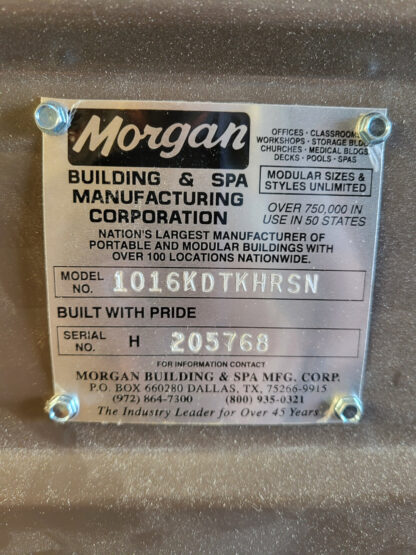 Morgan
OFFICES · CLASSROOMS
WORKSHOPS · STORAGE BLDG
CHURCHES · MEDICAL BLDGS
DECKS · POOLS · SPAS
BUILDING & SPA
MANUFACTURING
CORPORATION
MODULAR SIZES &
STYLES UNLIMITED
OVER 750,000 IN
USE IN 50 STATES
NATION'S LARGEST MANUFACTURER OF
PORTABLE AND MODULAR BUILDINGS WITH
OVER 100 LOCATIONS NATIONWIDE.
MODEL NO. 1016KDTKHRSN
BUILT WITH PRIDE
SERIAL NO. H 205768
FOR INFORMATION CONTACT
MORGAN BUILDING & SPA MFG. CORP.
P.O. BOX 660280 DALLAS, TX, 75266-9915
(972) 864-7300 (800) 935-0321
The Industry Leader for Over 45 Years